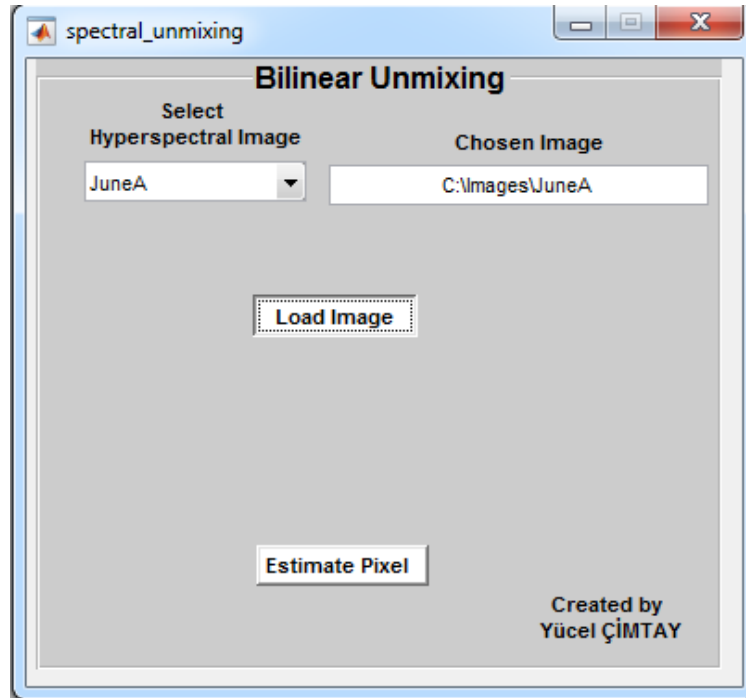 spectral_unmixing
Bilinear Unmixing
Select
Hyperspectral Image
Chosen Image
JuneA
C:\Images\JuneA
Load Image
Estimate Pixel
Created by
Yücel ÇİMTAY